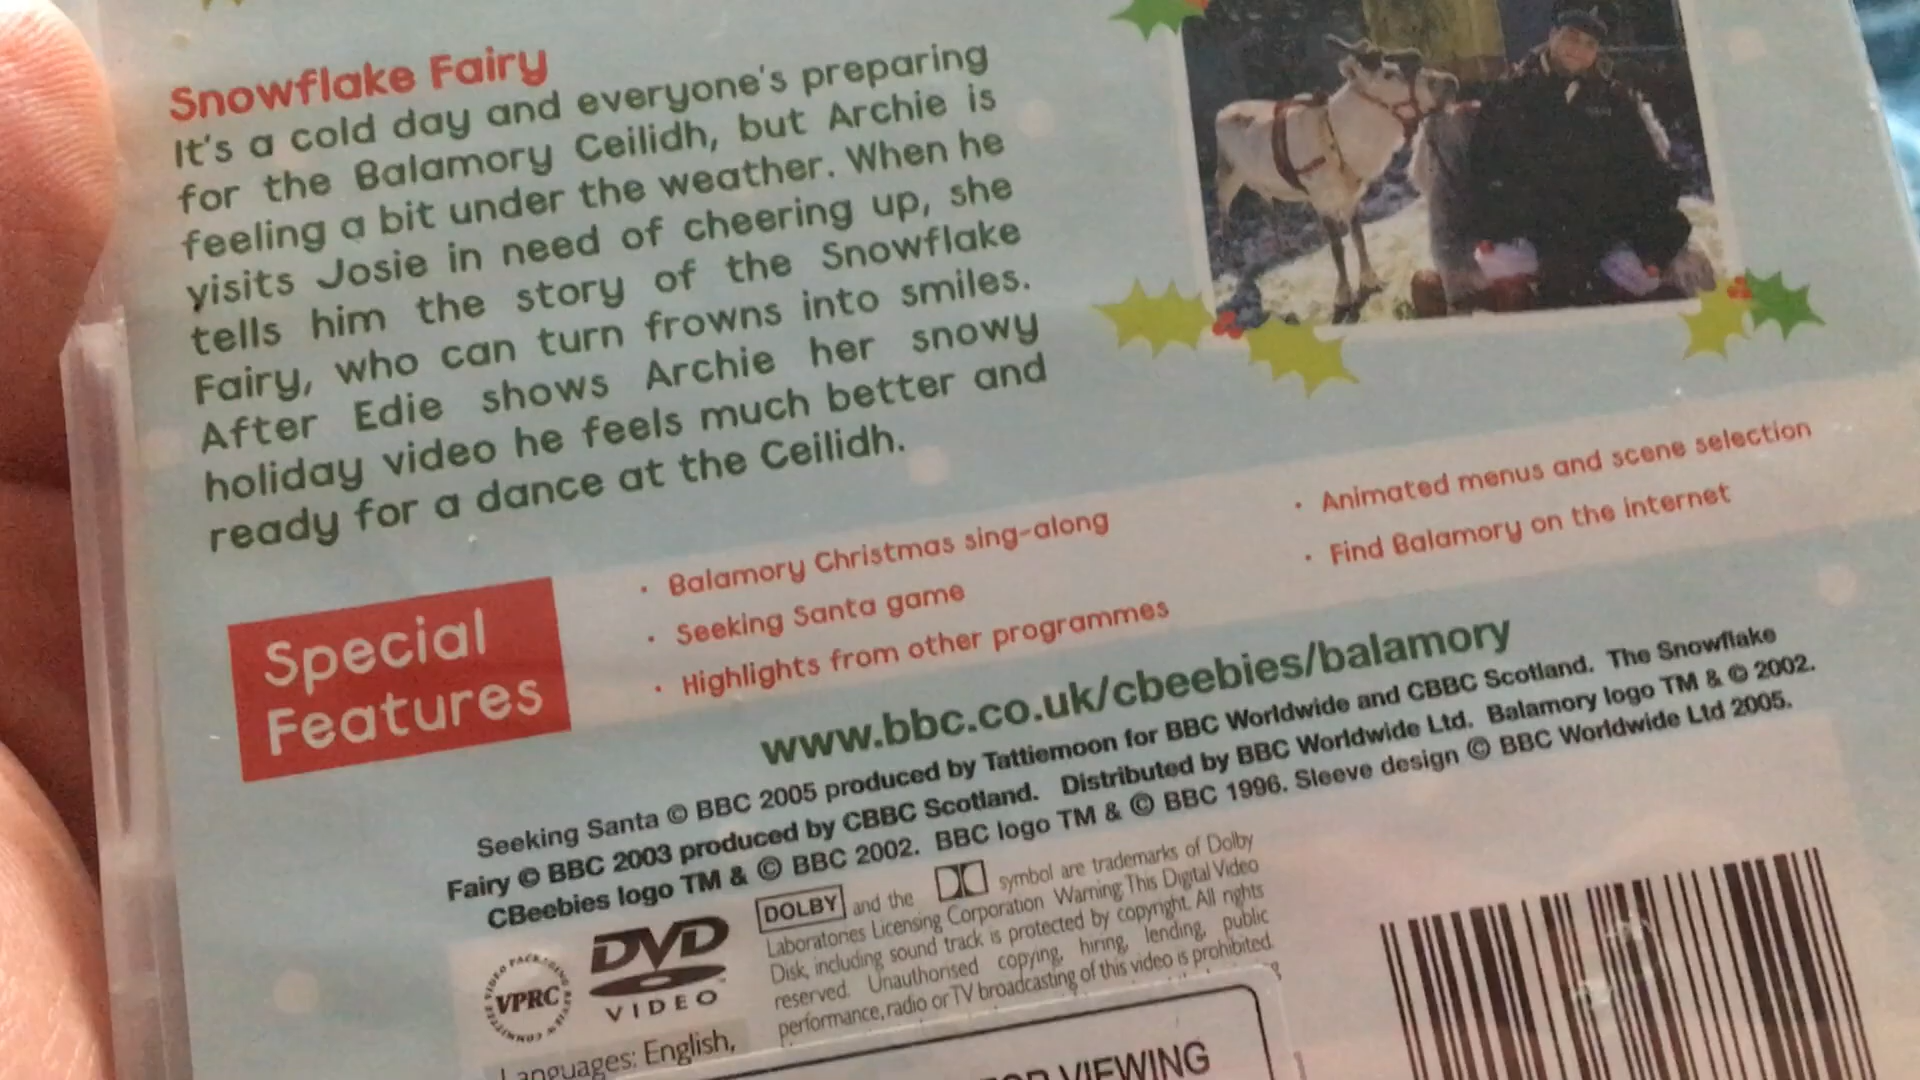 Snowflake Fairy
It's a cold day and everyone's preparing
for the Balamory Ceilidh, but Archie is
feeling a bit under the weather. When he
visits Josie in need of cheering up, she
tells him the story of the Snowflake
Fairy, who can turn frowns into smiles.
After Edie shows Archie her snowy
holiday video he feels much better and
ready for a dance at the Ceilidh.
Special
Features
· Balamory Christmas sing-along
· Seeking Santa game
· Highlights from other programmes
· Animated menus and scene selection
· Find Balamory on the internet
www.bbc.co.uk/cbeebies/balamory
Seeking Santa © BBC 2005 produced by Tattiemoon for BBC Worldwide and CBBC Scotland. The Snowflake
Fairy © BBC 2003 produced by CBBC Scotland. Distributed by BBC Worldwide Ltd. Balamory logo TM & © 2002.
CBeebies logo TM & © BBC 2002. BBC logo TM & © BBC 1996. Sleeve design © BBC Worldwide Ltd 2005.
VIDEO PACKAGING REVIEW COMMITTEE
VPRC
DVD
VIDEO
DOLBY and the symbol are trademarks of Dolby
Laboratories Licensing Corporation Warning This Digital Video
Disk, including sound track is protected by copyright. All rights
reserved. Unauthorised copying, hiring, lending, public
performance, radio or TV broadcasting of this video is prohibited.
Languages: English,
VIEWING